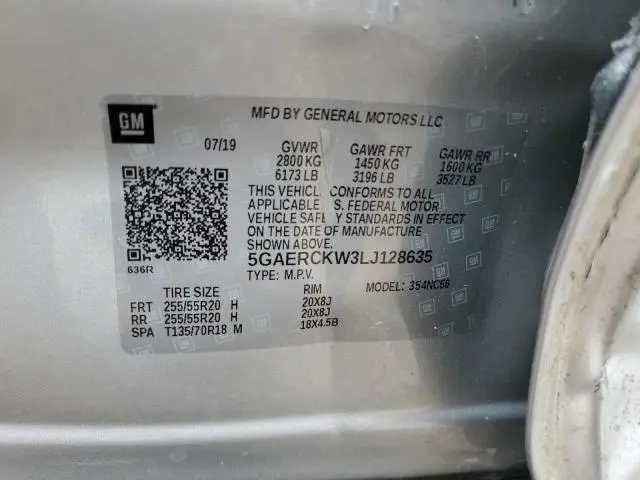 GM
MFD BY GENERAL MOTORS LLC
07/19 GVWR GAWR FRT GAWR RR
2800 KG 1450 KG 1600 KG
6173 LB 3196 LB 3527 LB
THIS VEHICLE CONFORMS TO ALL
APPLICABLE U.S. FEDERAL MOTOR
VEHICLE SAFETY STANDARDS IN EFFECT
ON THE DATE OF MANUFACTURE
SHOWN ABOVE.
636R
5GAERCKW3LJ128635
TYPE: M.P.V. MODEL: 354NC56
TIRE SIZE RIM
FRT 255/55R20 H 20X8J
RR 255/55R20 H 20X8J
SPA T135/70R18 M 18X4.5B